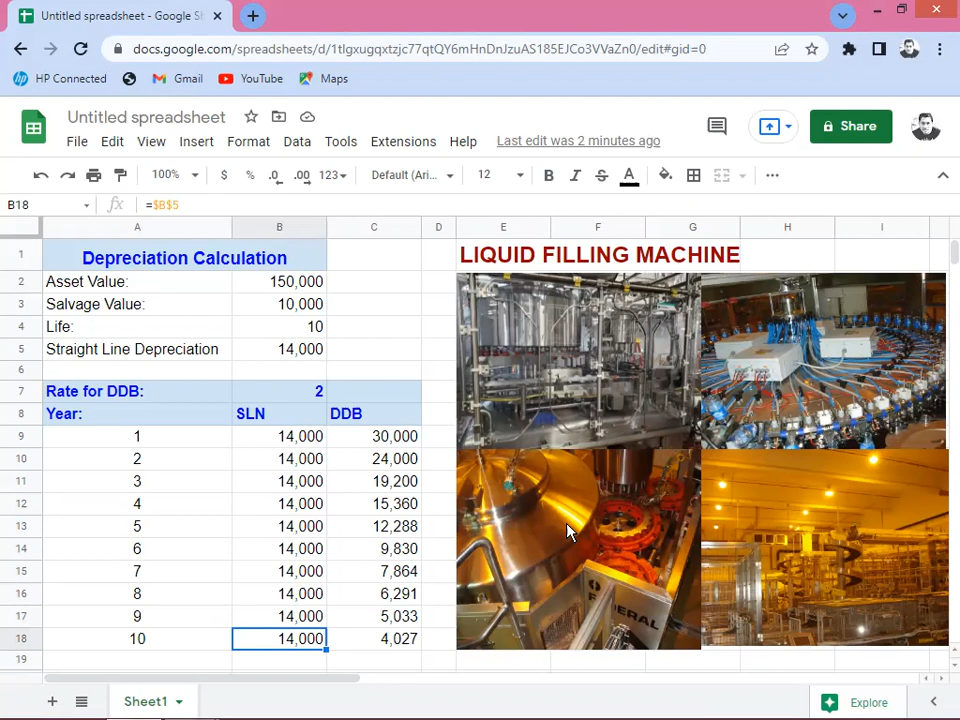 Untitled spreadsheet - Google Sh
docs.google.com/spreadsheets/d/1tlgxugqxtzjc77qtQY6mHnDnJzuAS185EJCo3VVaZn0/edit#gid=0
HP Connected Gmail YouTube Maps
Untitled spreadsheet
File Edit View Insert Format Data Tools Extensions Help Last edit was 2 minutes ago
Share
100% $ % .0 .00 123 Default (Ari... 12 B I S A
B18 fx =$B$5
A B C D E F G H I
1 Depreciation Calculation LIQUID FILLING MACHINE
2 Asset Value: 150,000
3 Salvage Value: 10,000
4 Life: 10
5 Straight Line Depreciation 14,000
6
7 Rate for DDB: 2
8 Year: SLN DDB
9 1 14,000 30,000
10 2 14,000 24,000
11 3 14,000 19,200
12 4 14,000 15,360
13 5 14,000 12,288
14 6 14,000 9,830
15 7 14,000 7,864
16 8 14,000 6,291
17 9 14,000 5,033
18 10 14,000 4,027
19
FEDERAL
Sheet1
Explore